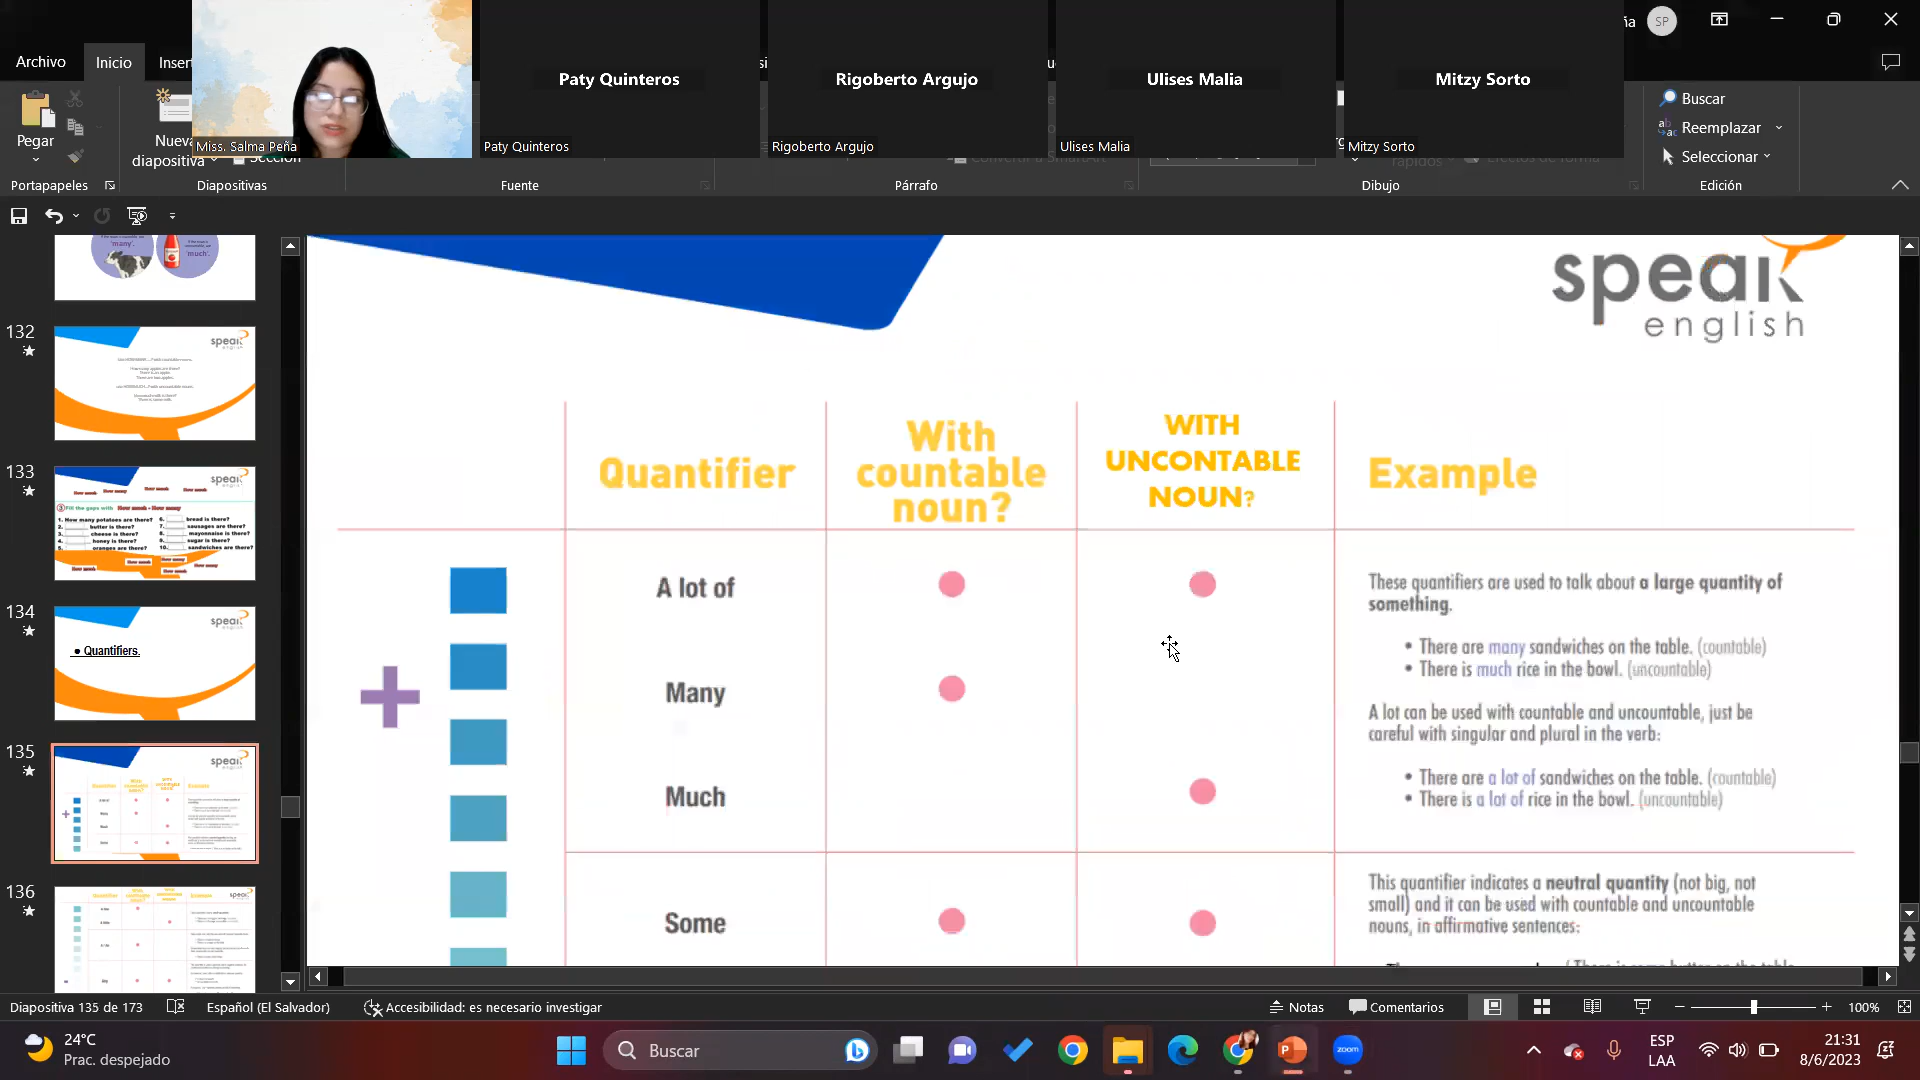 SP
Archivo
Inicio
Paty Quinteros
Rigoberto Argujo
Ulises Malia
Mitzy Sorto
Miss. Salma Peña
Paty Quinteros
Rigoberto Argujo
Ulises Malia
Mitzy Sorto
Pegar
diapositiva
Buscar
Reemplazar
Seleccionar
Portapapeles
Diapositivas
Fuente
Párrafo
Dibujo
Edición
132
133
134
• Quantifiers.
135
136
speak
english
Quantifier
With
countable
noun?
WITH
UNCONTABLE
NOUN?
Example
A lot of
These quantifiers are used to talk about a large quantity of
something.
• There are many sandwiches on the table. (countable)
• There is much rice in the bowl. (uncountable)
Many
A lot can be used with countable and uncountable, just be
careful with singular and plural in the verb:
• There are a lot of sandwiches on the table. (countable)
• There is a lot of rice in the bowl. (uncountable)
Much
Some
This quantifier indicates a neutral quantity (not big, not
small) and it can be used with countable and uncountable
nouns, in affirmative sentences:
Diapositiva 135 de 173
Español (El Salvador)
Accesibilidad: es necesario investigar
Notas
Comentarios
100%
24°C
Prac. despejado
Buscar
zoom
ESP
LAA
21:31
8/6/2023